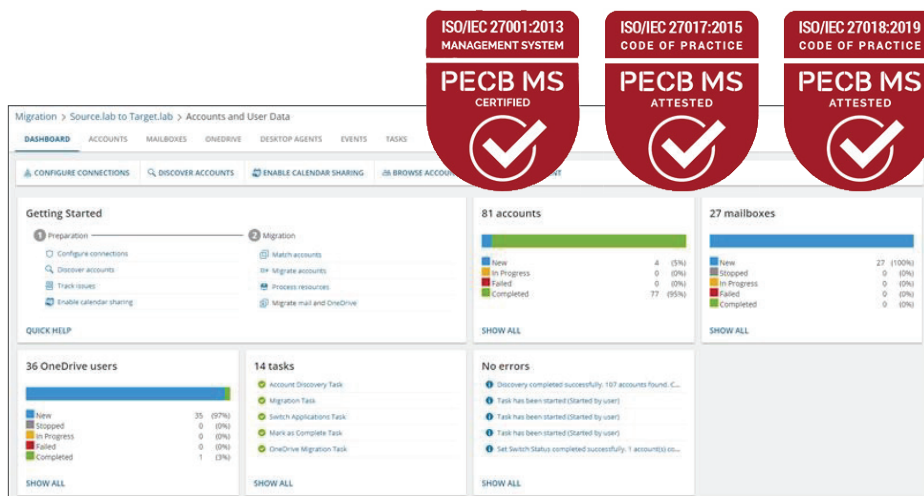 ISO/IEC 27001:2013
MANAGEMENT SYSTEM
PECB MS
CERTIFIED
ISO/IEC 27017:2015
CODE OF PRACTICE
PECB MS
ATTESTED
ISO/IEC 27018:2019
CODE OF PRACTICE
PECB MS
ATTESTED
Migration > Source.lab to Target.lab > Accounts and User Data
DASHBOARD ACCOUNTS MAILBOXES ONEDRIVE DESKTOP AGENTS EVENTS TASKS
CONFIGURE CONNECTIONS DISCOVER ACCOUNTS ENABLE CALENDAR SHARING BROWSE ACCOUN
Getting Started
1 Preparation
Configure connections
Discover accounts
Track issues
Enable calendar sharing
2 Migration
Match accounts
Migrate accounts
Process resources
Migrate mail and OneDrive
QUICK HELP
81 accounts
New 4 (5%)
In Progress 0 (0%)
Failed 0 (0%)
Completed 77 (95%)
SHOW ALL
27 mailboxes
New 27 (100%)
Stopped 0 (0%)
In Progress 0 (0%)
Failed 0 (0%)
Completed 0 (0%)
SHOW ALL
36 OneDrive users
New 35 (97%)
Stopped 0 (0%)
In Progress 0 (0%)
Failed 0 (0%)
Completed 1 (3%)
SHOW ALL
14 tasks
Account Discovery Task
Migration Task
Switch Applications Task
Mark as Complete Task
OneDrive Migration Task
SHOW ALL
No errors
Discovery completed successfully. 107 accounts found. C...
Task has been started (Started by user)
Task has been started (Started by user)
Task has been started (Started by user)
Set Switch Status completed successfully. 1 account(s) co...
SHOW ALL